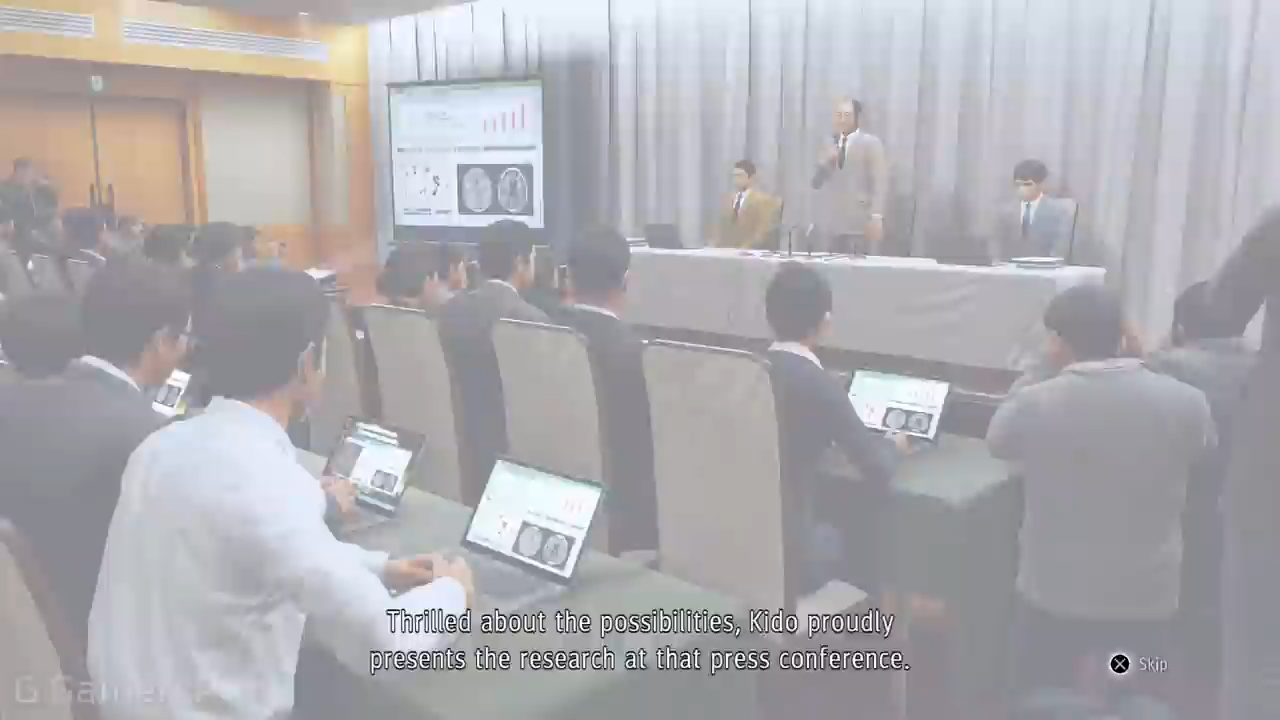 Thrilled about the possibilities, Kido proudly
presents the research at that press conference.
Skip